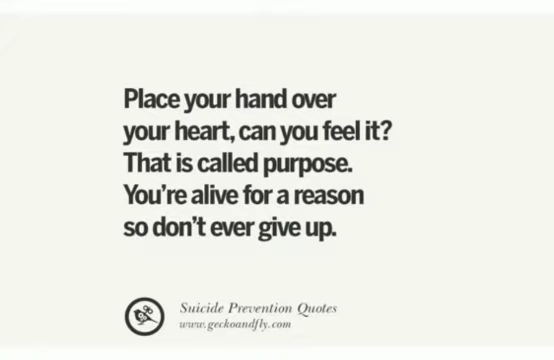 Place your hand over
your heart, can you feel it?
That is called purpose.
You're alive for a reason
so don't ever give up.
Suicide Prevention Quotes
www.geckoandfly.com